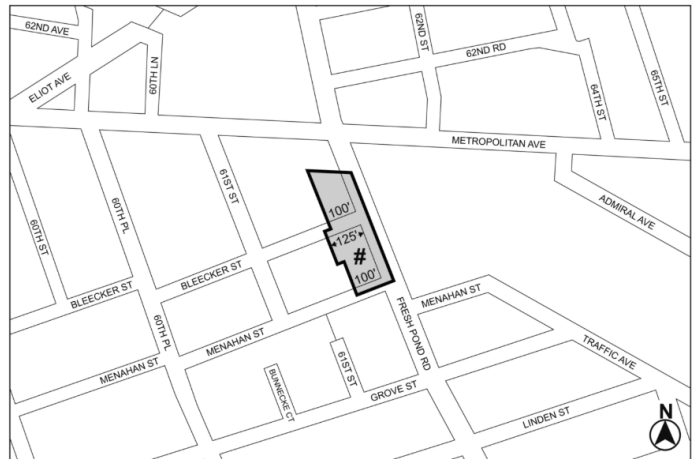 62ND AVE
62ND ST
62ND RD
ELIOT AVE
60TH LN
64TH ST
65TH ST
METROPOLITAN AVE
61ST ST
60TH PL
60TH ST
100'
ADMIRAL AVE
125'
#
100'
BLEECKER ST
BLEECKER ST
MENAHAN ST
FRESH POND RD
60TH PL
MENAHAN ST
TRAFFIC AVE
MENAHAN ST
61ST ST
BUNNECKE CT
GROVE ST
LINDEN ST
N